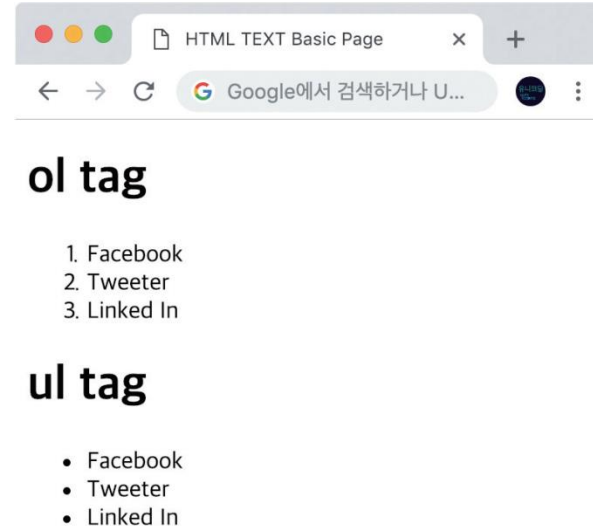 HTML TEXT Basic Page
Google에서 검색하거나 U...
ol tag
1. Facebook
2. Tweeter
3. Linked In
ul tag
• Facebook
• Tweeter
• Linked In